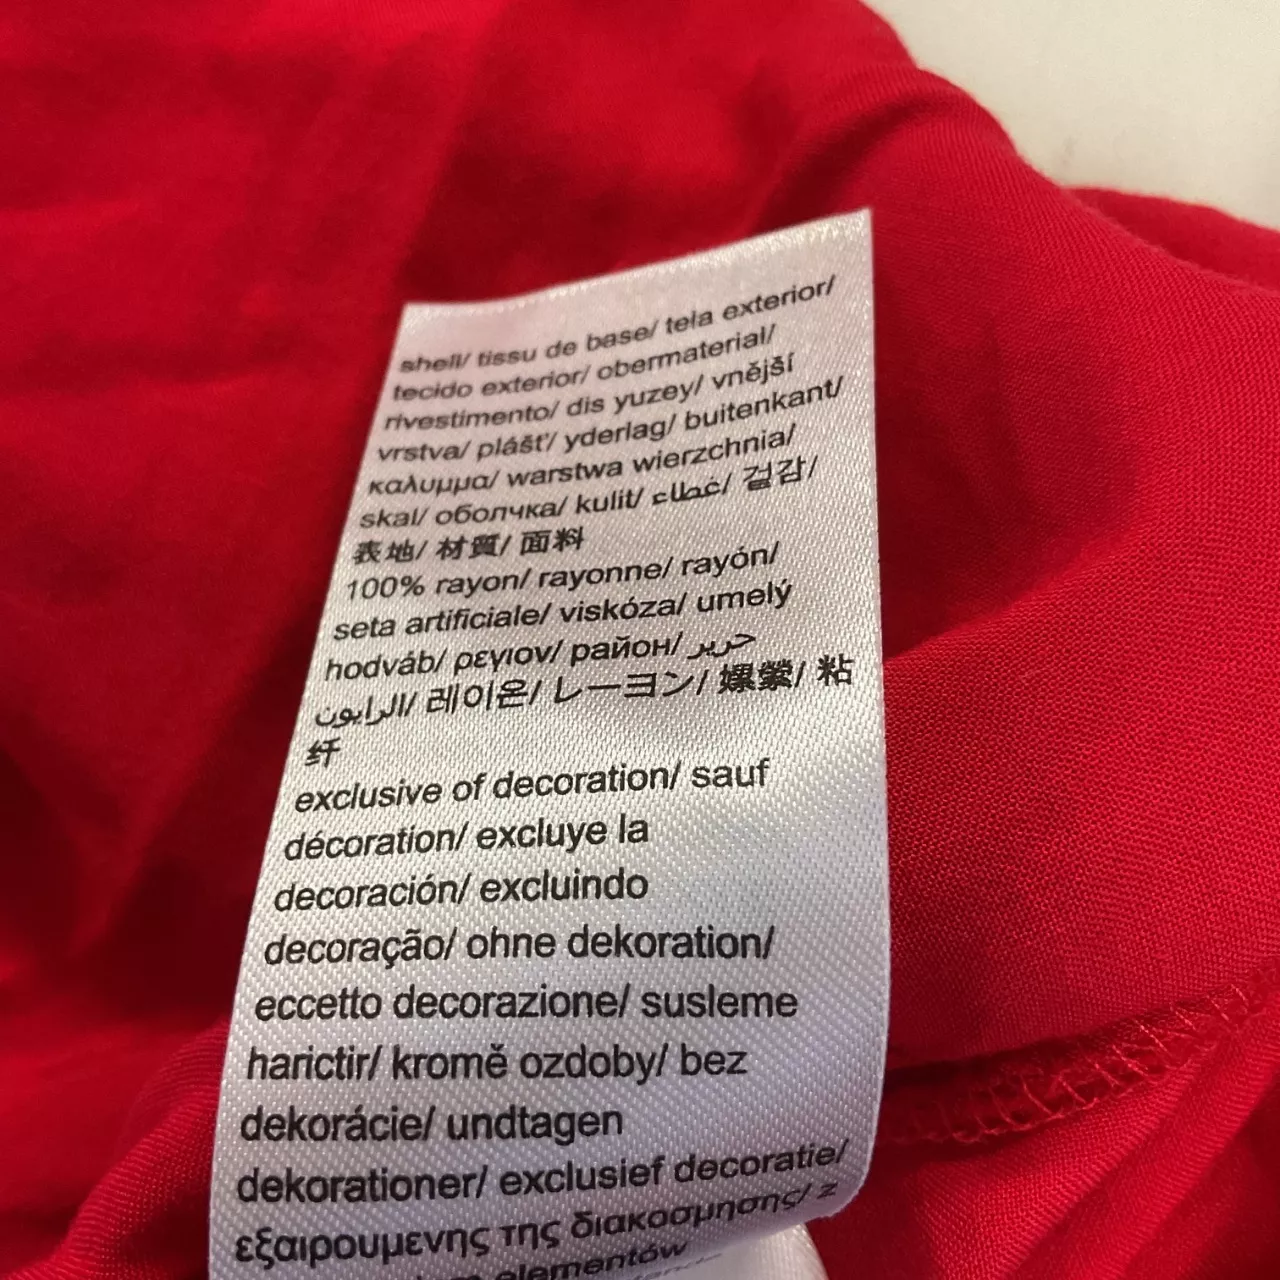 shell/ tissu de base/ tela exterior/
tecido exterior/ obermaterial/
rivestimento/ dis yuzey/ vnější
vrstva/ plášť/ yderlag/ buitenkant/
καλυμμα/ warstwa wierzchnia/
skal/ оболчка/ kulit/ غطاء/ 겉감/
表地/ 材質/ 面料
100% rayon/ rayonne/ rayón/
seta artificiale/ viskóza/ umelý
hodváb/ ρεγιον/ район/ حرير
الرايون/ 레이온/ レーヨン/ 嫘縈/ 粘
纤
exclusive of decoration/ sauf
décoration/ excluye la
decoración/ excluindo
decoração/ ohne dekoration/
eccetto decorazione/ susleme
harictir/ kromě ozdoby/ bez
dekorácie/ undtagen
dekorationer/ exclusief decoratie/
εξαιρουμενης της διακοσμησης/ z
elementów